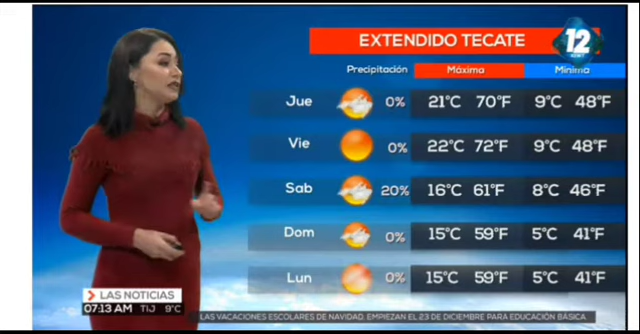 EXTENDIDO TECATE
12
Precipitación Máxima Mínima
Jue 0% 21°C 70°F 9°C 48°F
Vie 0% 22°C 72°F 9°C 48°F
Sab 20% 16°C 61°F 8°C 46°F
Dom 0% 15°C 59°F 5°C 41°F
Lun 0% 15°C 59°F 5°C 41°F
LAS NOTICIAS
07:13 AM TIJ 9°C
LAS VACACIONES ESCOLARES DE NAVIDAD, EMPIEZAN EL 23 DE DICIEMBRE PARA EDUCACIÓN BÁSICA.